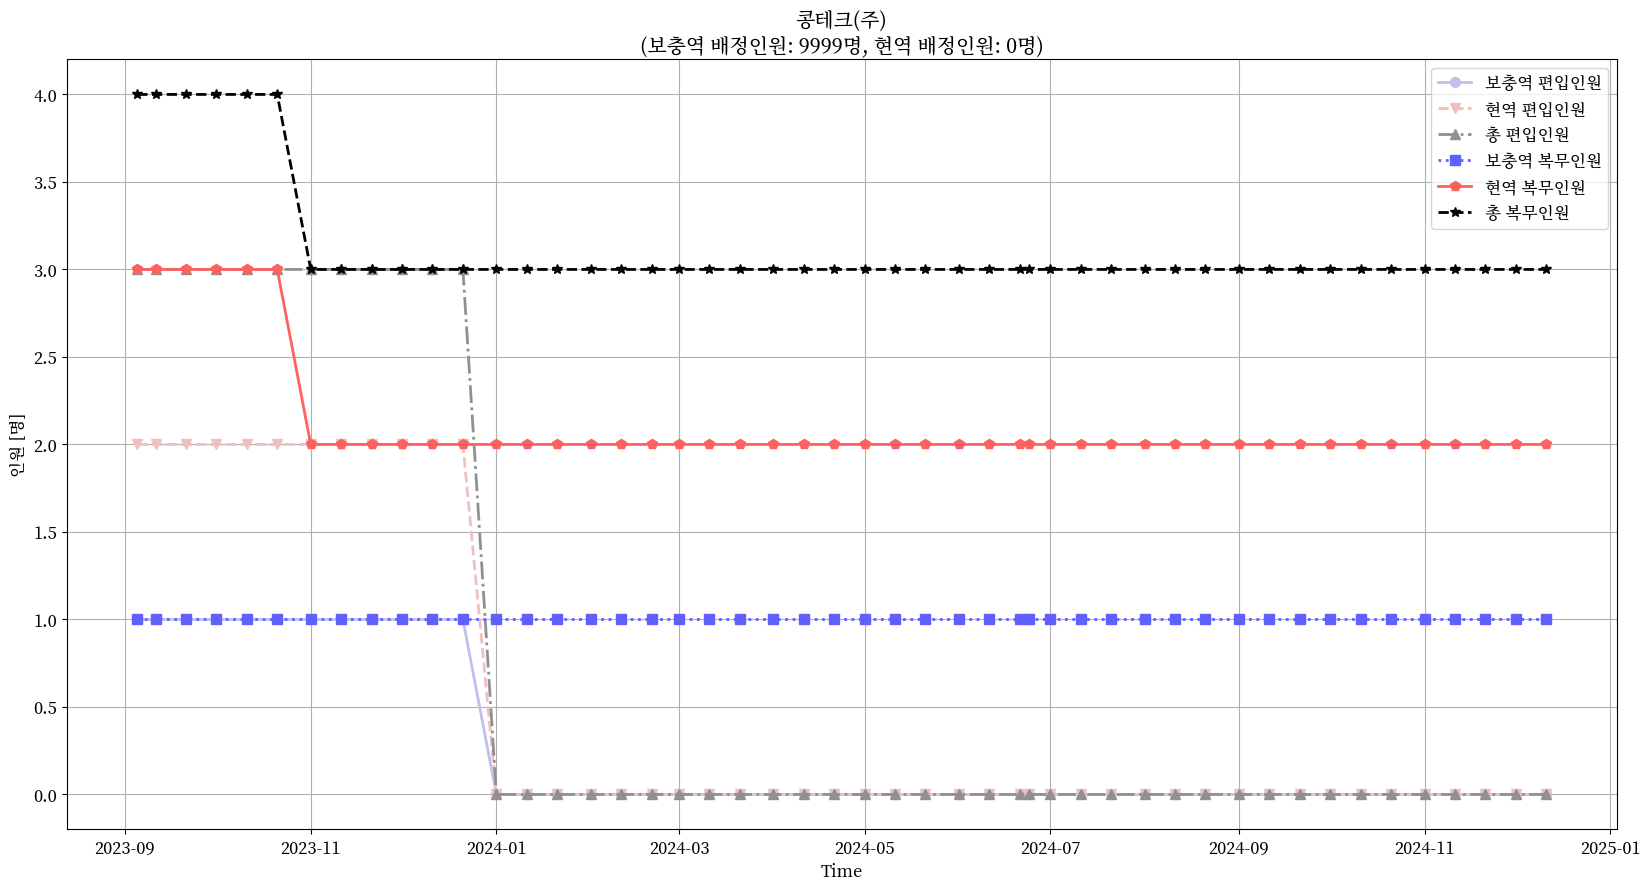 콩테크(주)
(보충역 배정인원: 9999명, 현역 배정인원: 0명)
보충역 편입인원
현역 편입인원
총 편입인원
보충역 복무인원
현역 복무인원
총 복무인원
4.0
3.5
3.0
2.5
2.0
1.5
1.0
0.5
0.0
인원 [명]
2023-09 2023-11 2024-01 2024-03 2024-05 2024-07 2024-09 2024-11 2025-01
Time